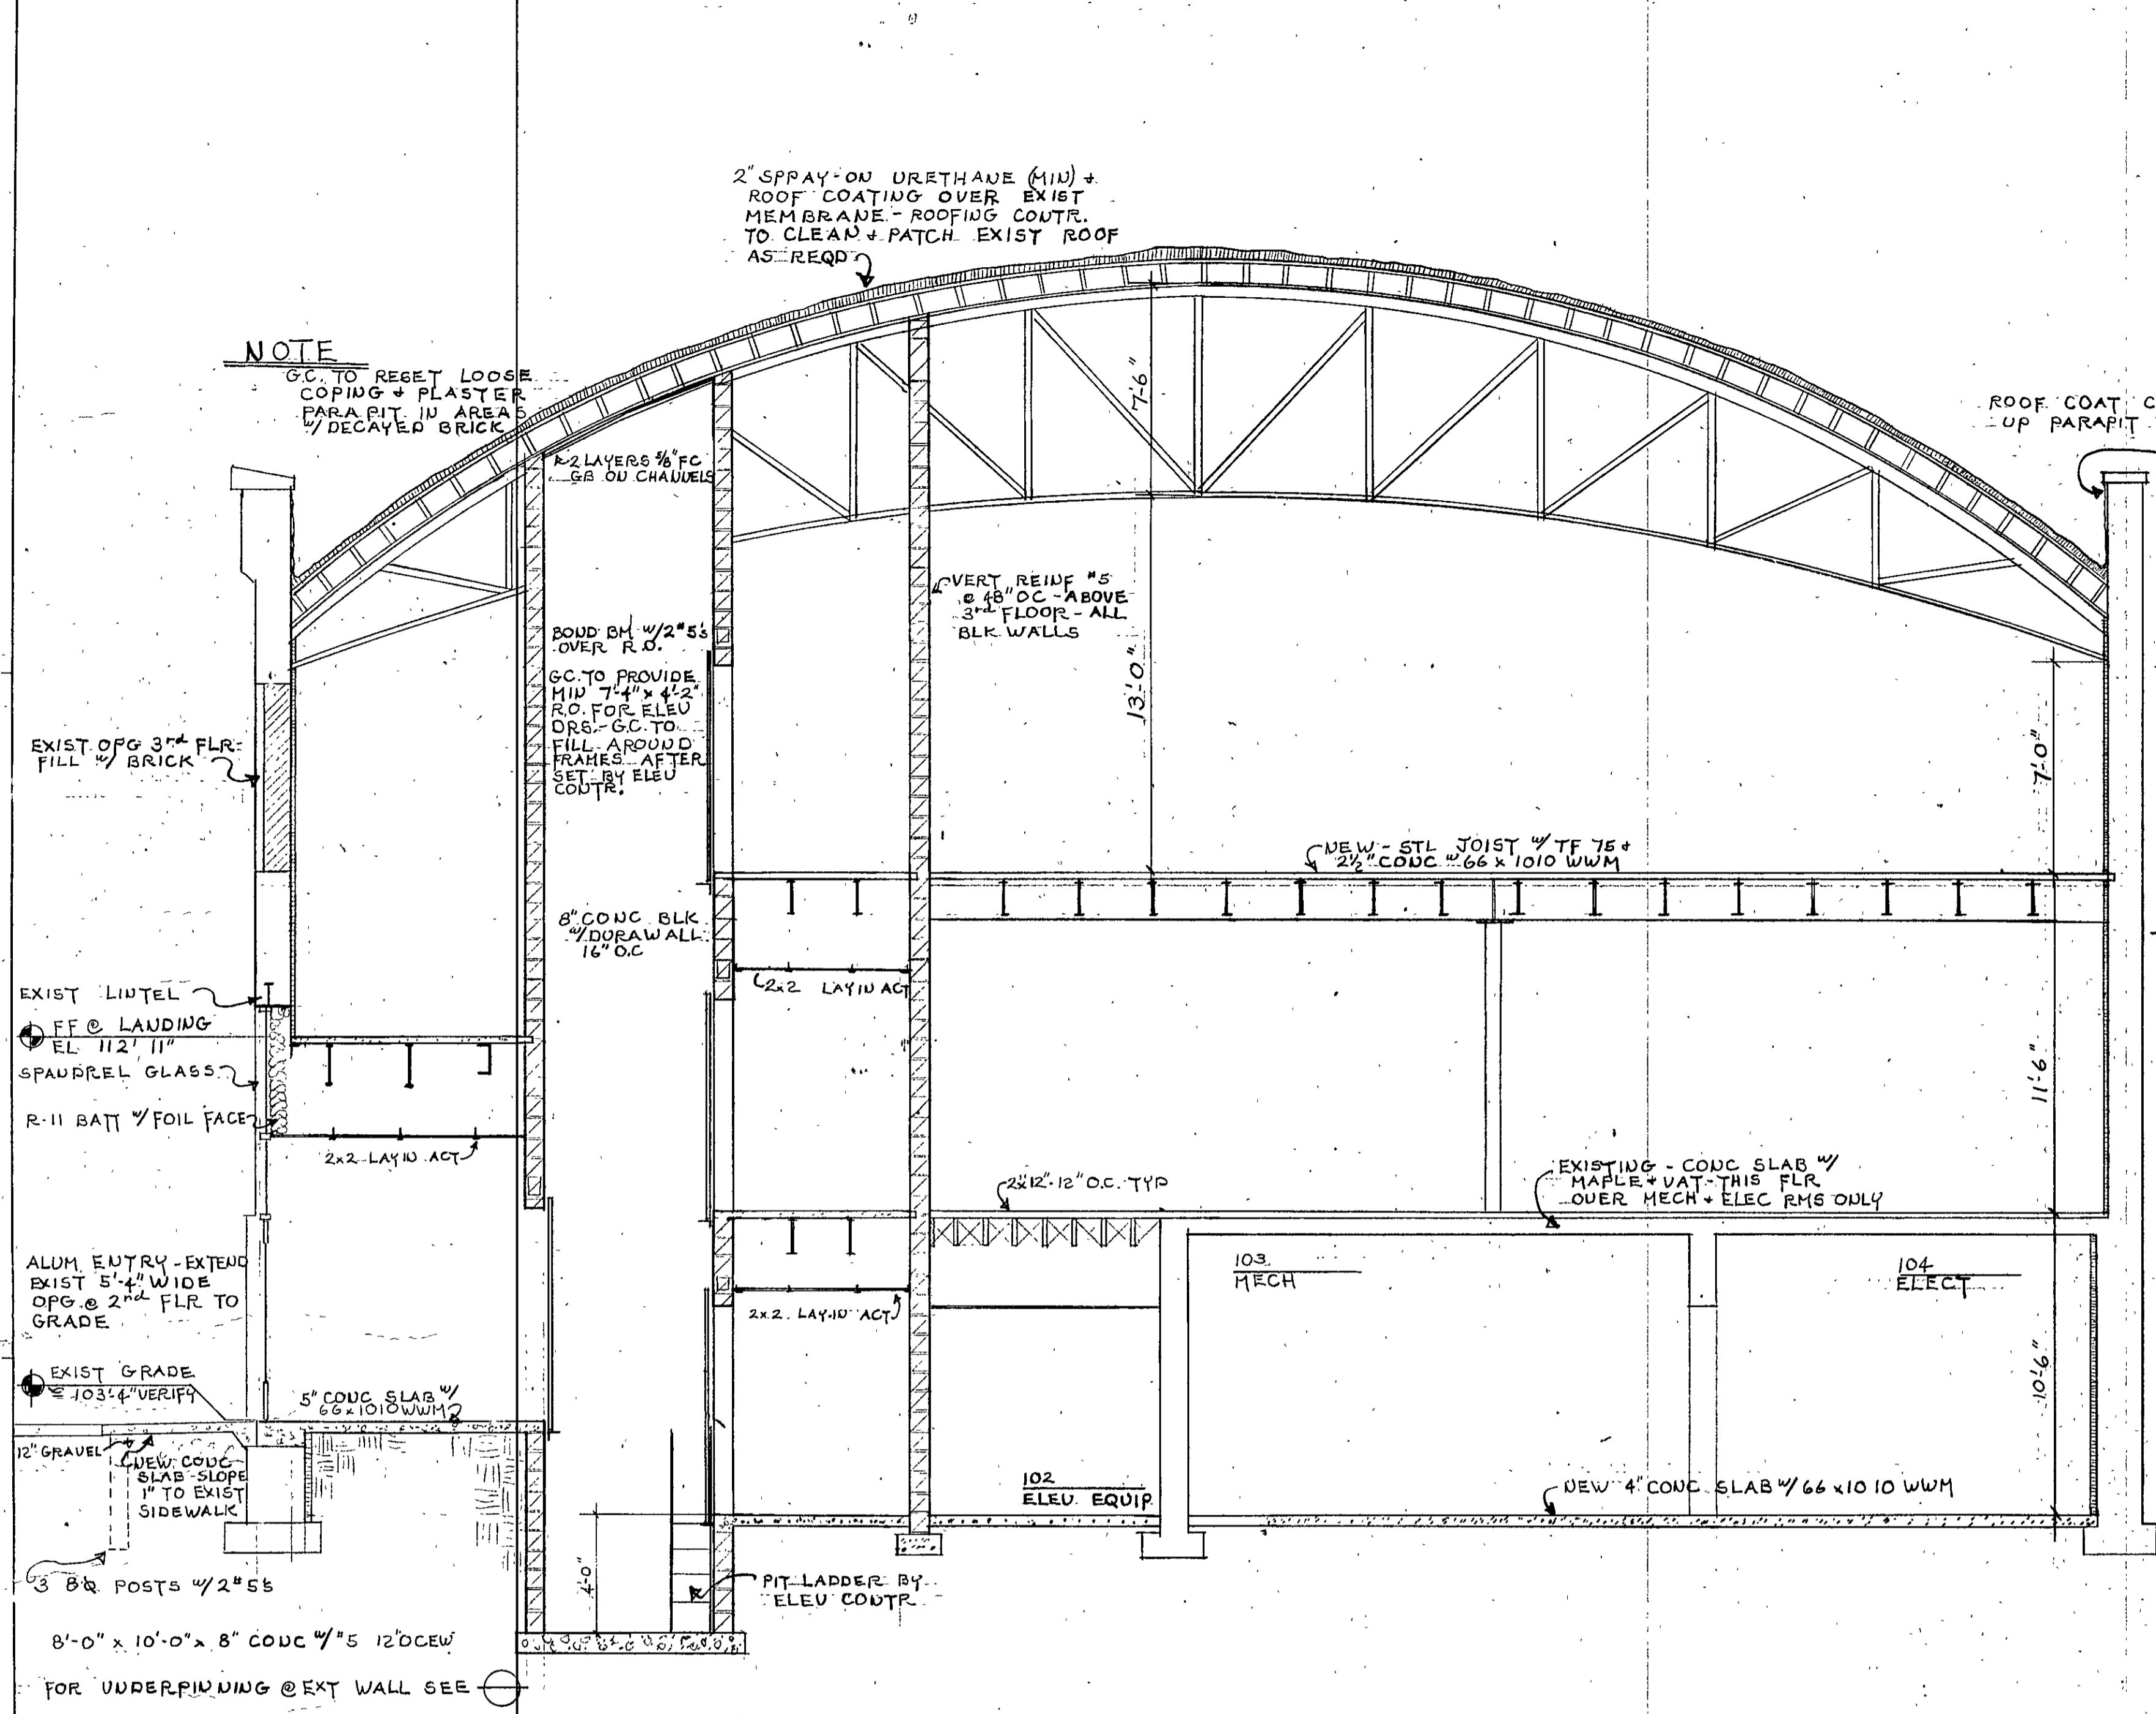 2" SPPAY-ON URETHANE (MIN) &
ROOF COATING OVER EXIST
MEMBRANE - ROOFING CONTR.
TO CLEAN & PATCH EXIST ROOF
AS REQD
NOTE
G.C. TO RESET LOOSE
COPING & PLASTER
PARAPIT IN AREAS
W/ DECAYED BRICK
ROOF COAT
UP PARAPIT
2 LAYERS 5/8" FC
GB ON CHANNELS
7'-6"
VERT REINF #5
@ 48" OC - ABOVE
3rd FLOOR - ALL
BLK WALLS
BOND BM W/2 #5's
OVER R.O.
G.C. TO PROVIDE
MIN 7'-4" x 4'-2"
R.O. FOR ELEV
DRS - G.C. TO
FILL AROUND
FRAMES AFTER
SET BY ELEV
CONTR.
13'-0"
7'-0"
EXIST OPG 3rd FLR-
FILL W/ BRICK
NEW - STL JOIST W/ TF 75 &
2½" CONC W 66 x 1010 WWM
8" CONC BLK
W/ DURAWALL
16" O.C
2x2 LAY IN ACT
EXIST LINTEL
FF @ LANDING
EL 112' 11"
SPANDREL GLASS
R-11 BATT W/ FOIL FACE
2x2 LAY IN ACT
11'-6"
2x12"-12" O.C. TYP
EXISTING - CONC SLAB W/
MAPLE & VAT - THIS FLR
OVER MECH & ELEC RMS ONLY
103
MECH
104
ELECT
ALUM ENTRY - EXTEND
EXIST 5'-4" WIDE
OPG @ 2nd FLR TO
GRADE
2x2 LAY-IN ACT
EXIST GRADE
= 103'-4" VERIFY
5" CONC SLAB W/
66x1010 WWM
10'-6"
12" GRAVEL
NEW CONC
SLAB - SLOPE
1" TO EXIST
SIDEWALK
102
ELEV. EQUIP.
NEW 4" CONC SLAB W/ 66 x 10 10 WWM
4'-0"
3 8"⌀ POSTS W/ 2 #5's
PIT LADDER BY
ELEV CONTR
8'-0" x 10'-0" x 8" CONC W/ #5 12" OCEW
FOR UNDERPINNING @ EXT WALL SEE